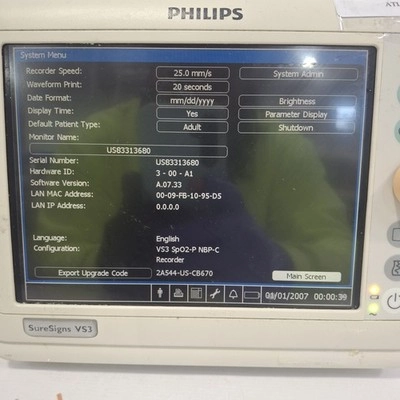 PHILIPS
System Menu
Recorder Speed: 25.0 mm/s System Admin
Waveform Print: 20 seconds
Date Format: mm/dd/yyyy Brightness
Display Time: Yes Parameter Display
Default Patient Type: Adult Shutdown
Monitor Name:
US83313680
Serial Number: US83313680
Hardware ID: 3 - 00 - A1
Software Version: A.07.33
LAN MAC Address: 00-09-FB-10-95-D5
LAN IP Address: 0.0.0.0
Language: English
Configuration: VS3 SpO2-P NBP-C
Recorder
Export Upgrade Code 2A544-US-CB670 Main Screen
01/01/2007 00:00:39
SureSigns VS3